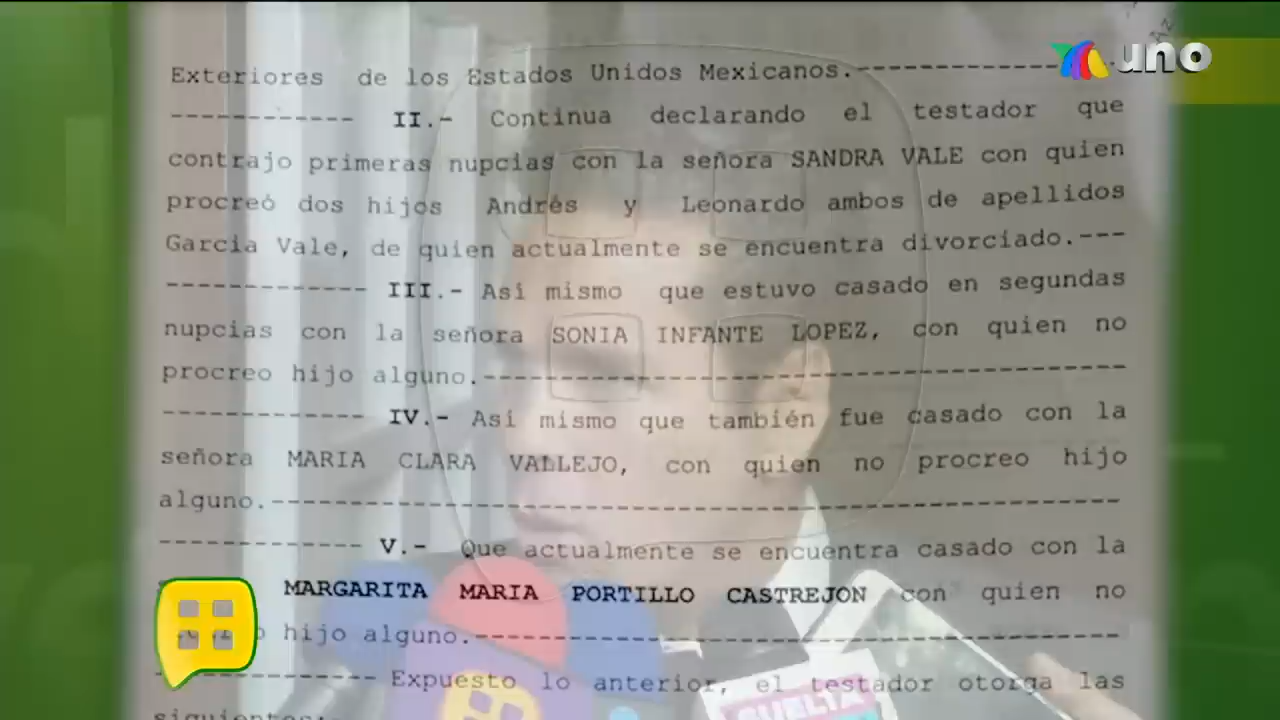 uno
Exteriores de los Estados Unidos Mexicanos.----------
------------ II.- Continua declarando el testador que
contrajo primeras nupcias con la señora SANDRA VALE con quien
procreó dos hijos Andrés y Leonardo ambos de apellidos
Garcia Vale, de quien actualmente se encuentra divorciado.---
------------ III.- Así mismo que estuvo casado en segundas
nupcias con la señora SONIA INFANTE LOPEZ, con quien no
procreo hijo alguno.----------
------------ IV.- Así mismo que también fue casado con la
señora MARIA CLARA VALLEJO, con quien no procreo hijo
alguno.----------
------------ V.- Que actualmente se encuentra casado con la
MARGARITA MARIA PORTILLO CASTREJON con quien no
hijo alguno.----------
------------ Expuesto lo anterior, el testador otorga las
siguientes:
SUELTA